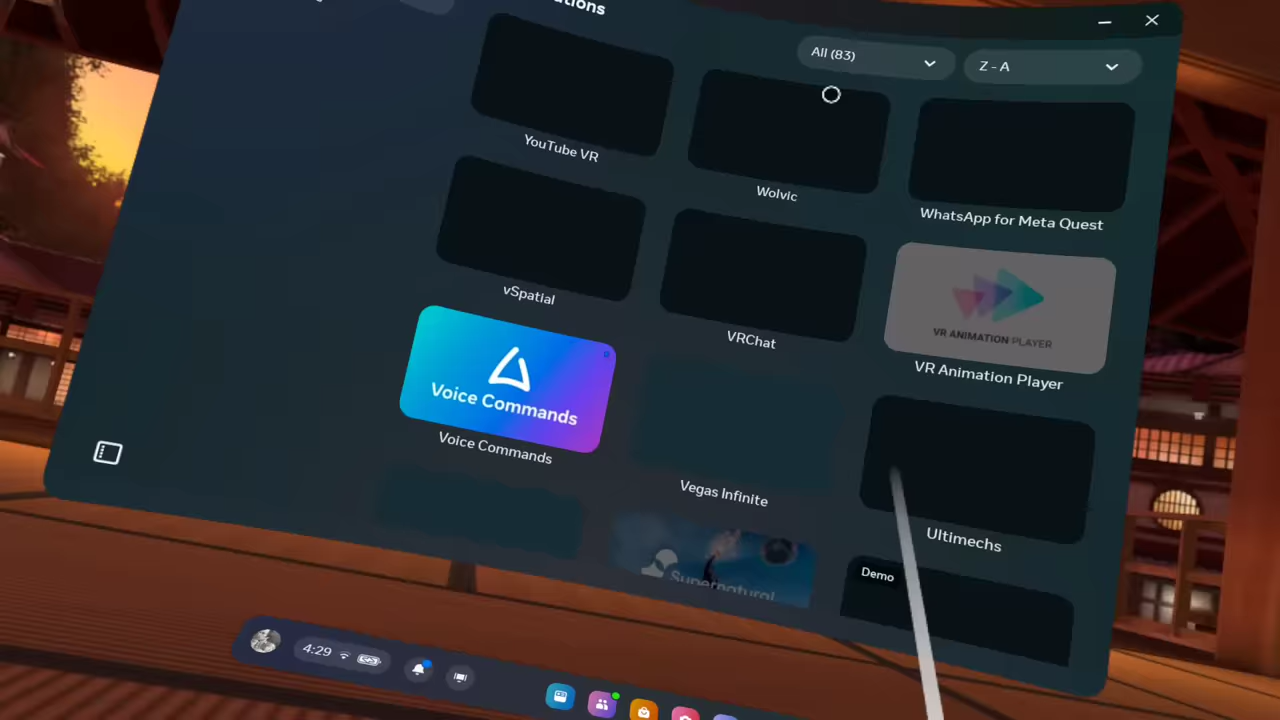 All (83)
Z - A
YouTube VR
Wolvic
WhatsApp for Meta Quest
vSpatial
VRChat
VR ANIMATION PLAYER
VR Animation Player
Voice Commands
Voice Commands
Vegas Infinite
Ultimechs
Supernatural
Demo
4:29